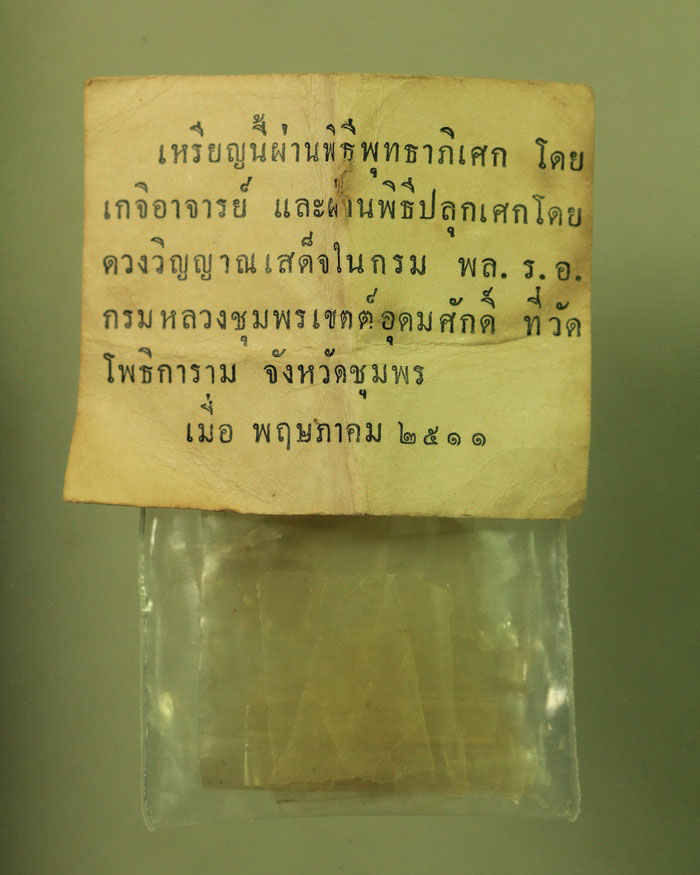 เหรียญนี้ผ่านพิธีพุทธาภิเศก โดย
เกจิอาจารย์ และผ่านพิธีปลุกเศกโดย
ดวงวิญญาณเสด็จในกรม พล. ร. อ.
กรมหลวงชุมพรเขตต์อุดมศักดิ์ ที่วัด
โพธิการาม จังหวัดชุมพร
เมื่อ พฤษภาคม ๒๕๑๑